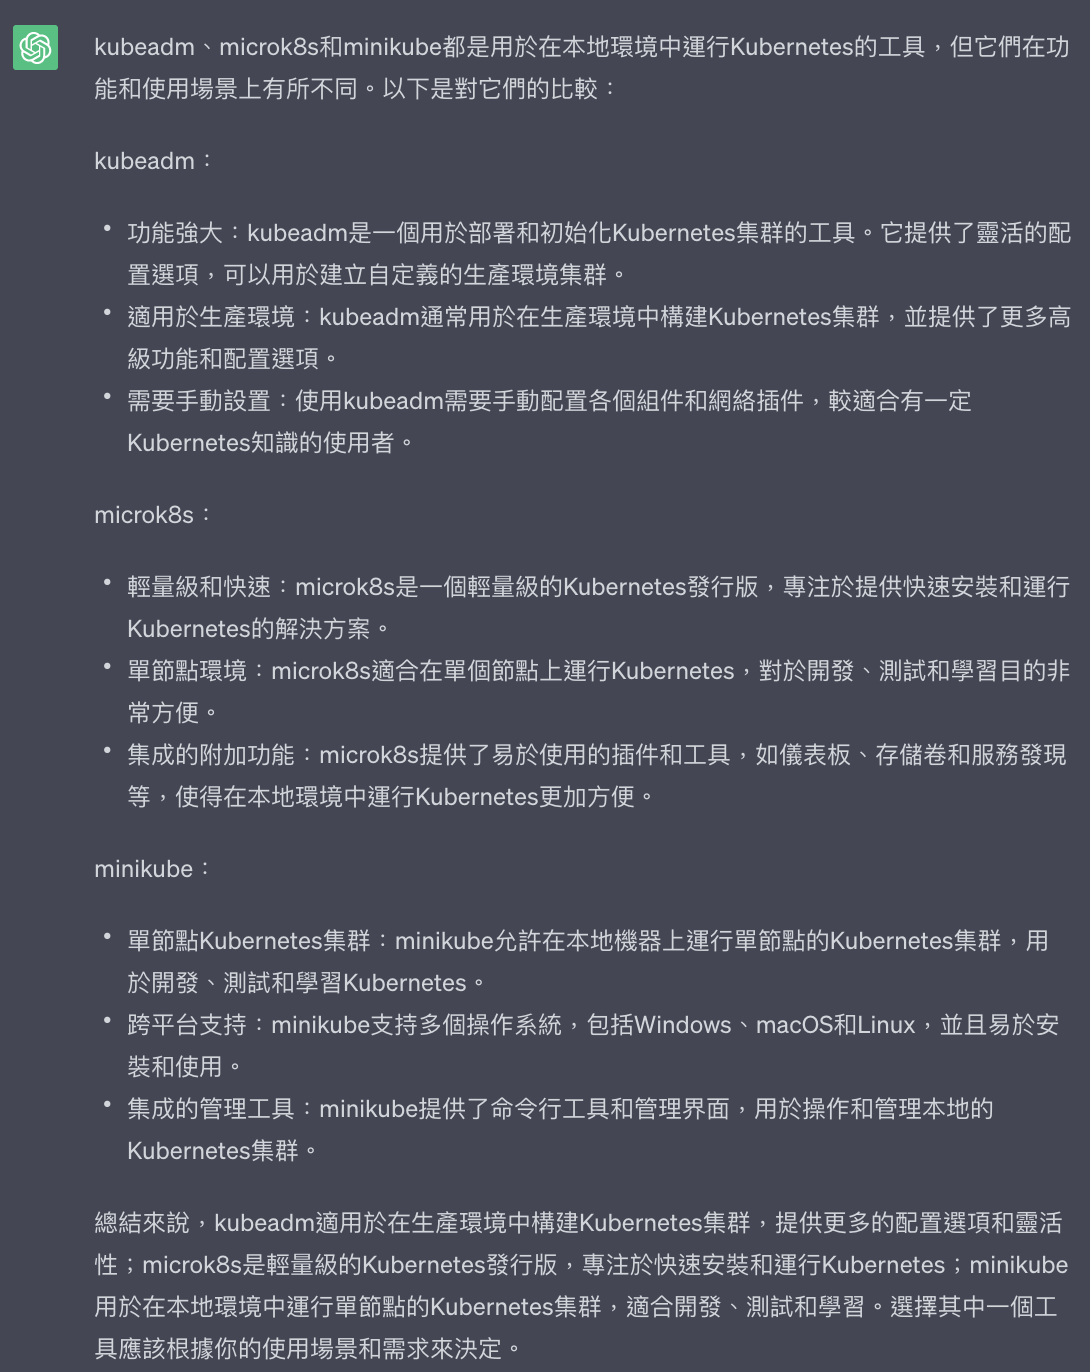 kubeadm、microk8s和minikube都是用於在本地環境中運行Kubernetes的工具，但它們在功
能和使用場景上有所不同。以下是對它們的比較：
kubeadm：
• 功能強大：kubeadm是一個用於部署和初始化Kubernetes集群的工具。它提供了靈活的配
置選項，可以用於建立自定義的生產環境集群。
• 適用於生產環境：kubeadm通常用於在生產環境中構建Kubernetes集群，並提供了更多高
級功能和配置選項。
• 需要手動設置：使用kubeadm需要手動配置各個組件和網絡插件，較適合有一定
Kubernetes知識的使用者。
microk8s：
• 輕量級和快速：microk8s是一個輕量級的Kubernetes發行版，專注於提供快速安裝和運行
Kubernetes的解決方案。
• 單節點環境：microk8s適合在單個節點上運行Kubernetes，對於開發、測試和學習目的非
常方便。
• 集成的附加功能：microk8s提供了易於使用的插件和工具，如儀表板、存儲卷和服務發現
等，使得在本地環境中運行Kubernetes更加方便。
minikube：
• 單節點Kubernetes集群：minikube允許在本地機器上運行單節點的Kubernetes集群，用
於開發、測試和學習Kubernetes。
• 跨平台支持：minikube支持多個操作系統，包括Windows、macOS和Linux，並且易於安
裝和使用。
• 集成的管理工具：minikube提供了命令行工具和管理界面，用於操作和管理本地的
Kubernetes集群。
總結來說，kubeadm適用於在生產環境中構建Kubernetes集群，提供更多的配置選項和靈活
性；microk8s是輕量級的Kubernetes發行版，專注於快速安裝和運行Kubernetes；minikube
用於在本地環境中運行單節點的Kubernetes集群，適合開發、測試和學習。選擇其中一個工
具應該根據你的使用場景和需求來決定。